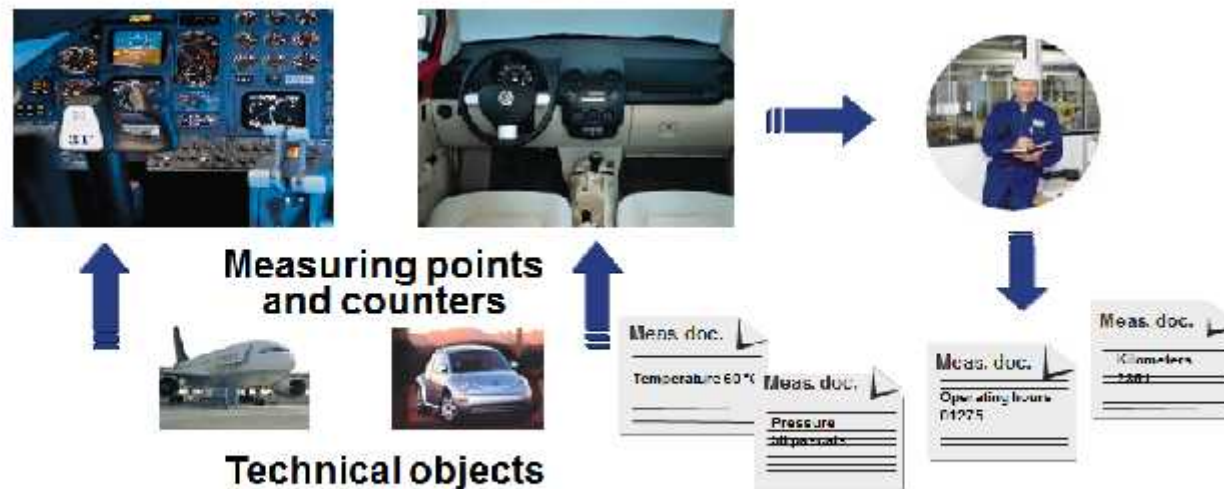 Measuring points
and counters
Technical objects
Meas. doc.
Temperature 60 °C
Meas. doc.
Pressure
Meas. doc.
Operating hours
01275
Meas. doc.
Kilometers